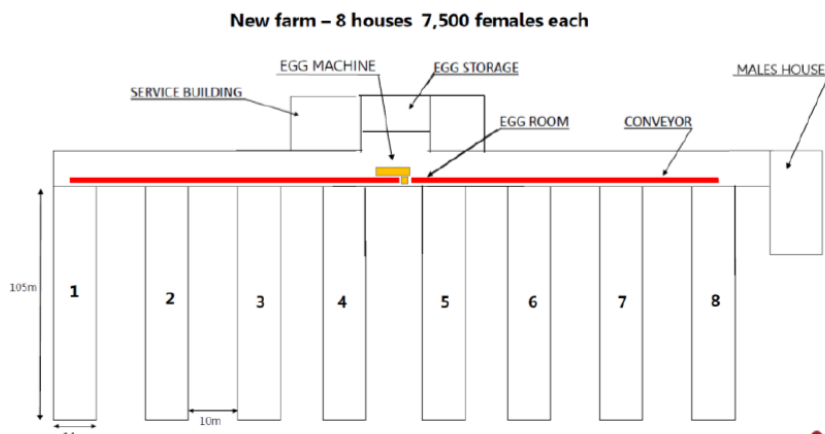 New farm – 8 houses 7,500 females each
EGG MACHINE
EGG STORAGE
MALES HOUSE
SERVICE BUILDING
EGG ROOM
CONVEYOR
1
2
3
4
5
6
7
8
105m
10m